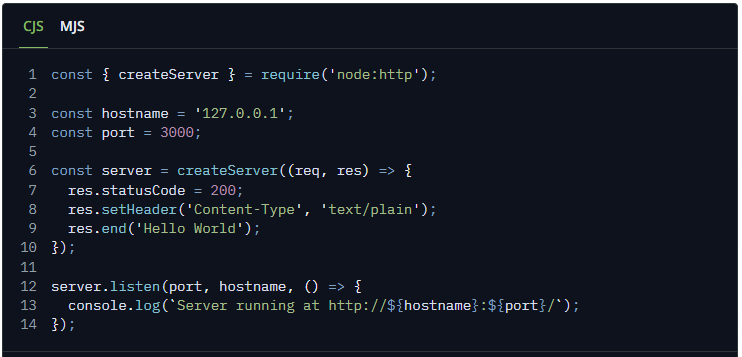 CJS MJS
1 const { createServer } = require('node:http');
2
3 const hostname = '127.0.0.1';
4 const port = 3000;
5
6 const server = createServer((req, res) => {
7   res.statusCode = 200;
8   res.setHeader('Content-Type', 'text/plain');
9   res.end('Hello World');
10 });
11
12 server.listen(port, hostname, () => {
13   console.log(`Server running at http://${hostname}:${port}/`);
14 });